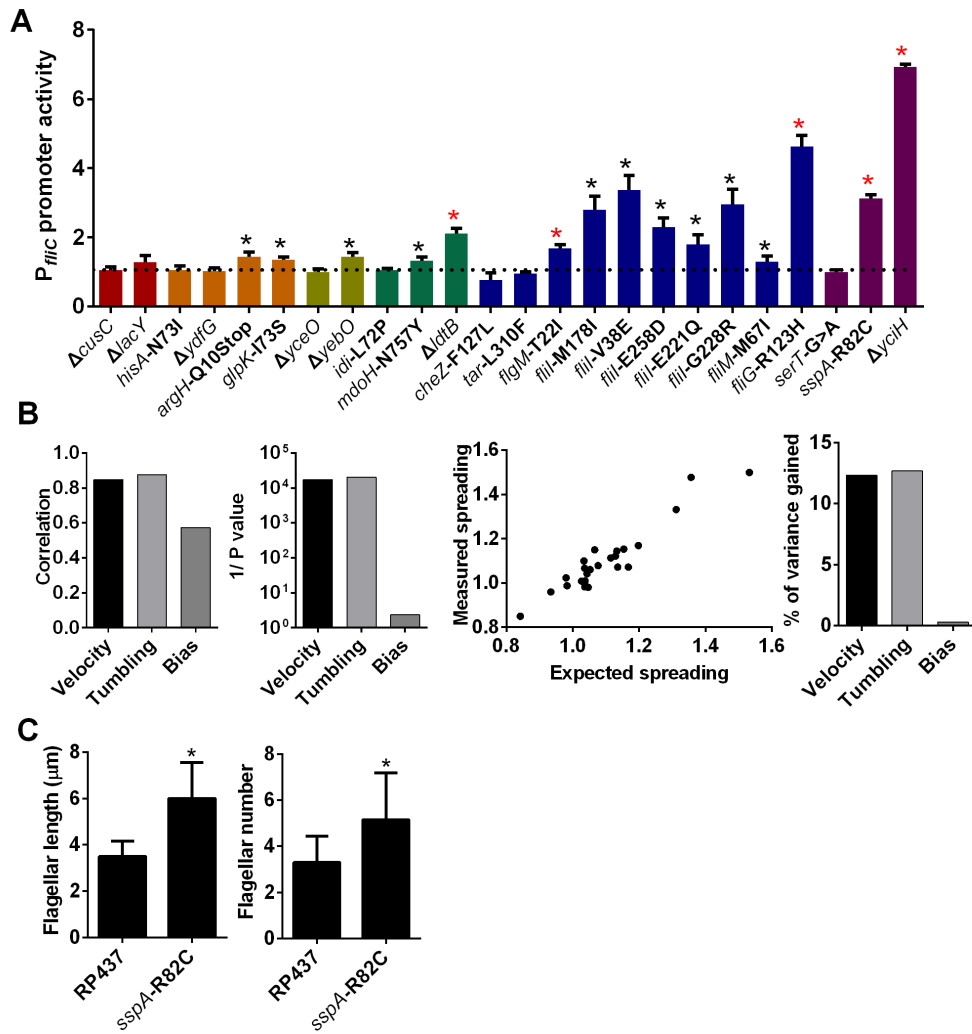 A
P_fliC promoter activity
8
6
4
2
0
* * * * * * * * * * * * * * *
ΔcusC
ΔlacY
hisA-N73I
ΔydfG
argH-Q10Stop
glpK-I73S
ΔyceO
ΔyebO
idi-L72P
mdoH-N757Y
ΔldtB
cheZ-F127L
tar-L310F
flgM-T22I
fliI-M178I
fliI-V38E
fliI-E258D
fliI-E221Q
fliI-G228R
fliM-M67I
fliG-R123H
serT-G>A
sspA-R82C
ΔyciH
B
Correlation
1.0
0.8
0.6
0.4
0.2
0.0
Velocity
Tumbling
Bias
1/ P value
10^5
10^4
10^3
10^2
10^1
10^0
Velocity
Tumbling
Bias
Measured spreading
1.6
1.4
1.2
1.0
0.8
0.8 1.0 1.2 1.4 1.6
Expected spreading
% of variance gained
15
10
5
0
Velocity
Tumbling
Bias
C
Flagellar length (μm)
8
6
4
2
0
*
RP437
sspA-R82C
Flagellar number
8
6
4
2
0
*
RP437
sspA-R82C